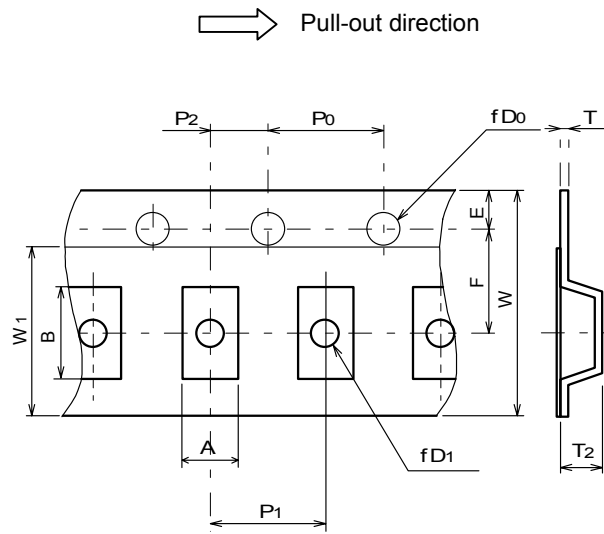 Pull-out direction
P2
P0
fD0
T
E
F
W
W1
B
A
fD1
T2
P1